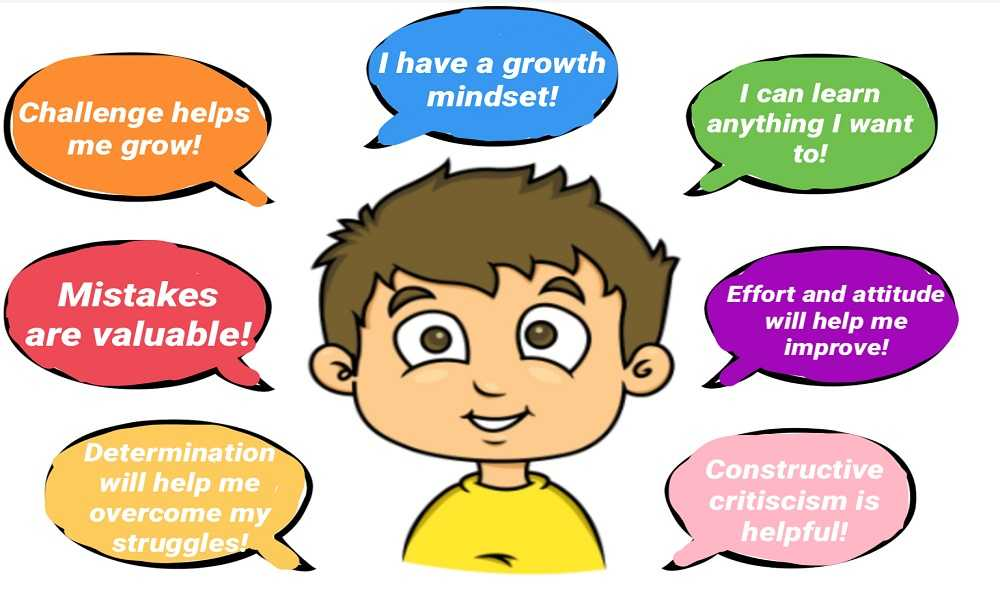 I have a growth
mindset!
Challenge helps
me grow!
I can learn
anything I want
to!
Mistakes
are valuable!
Effort and attitude
will help me
improve!
Determination
will help me
overcome my
struggles!
Constructive
critiscism is
helpful!